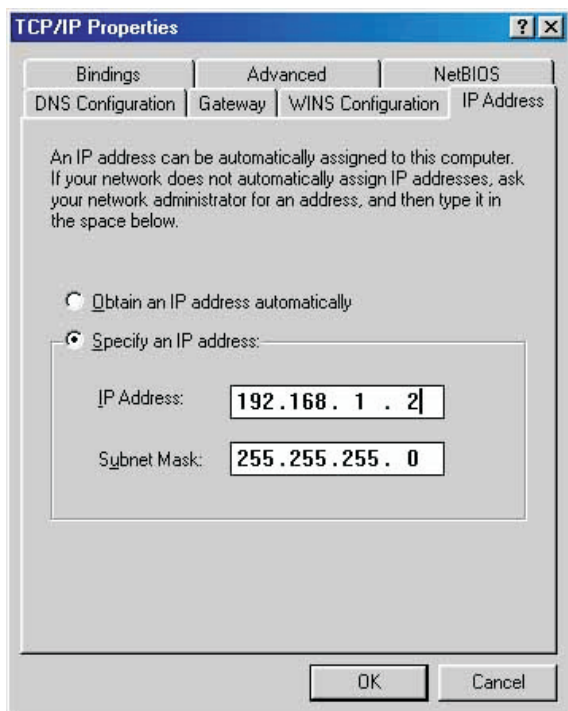 TCP/IP Properties
? X
Bindings Advanced NetBIOS
DNS Configuration Gateway WINS Configuration IP Address
An IP address can be automatically assigned to this computer.
If your network does not automatically assign IP addresses, ask
your network administrator for an address, and then type it in
the space below.
Obtain an IP address automatically
Specify an IP address:
IP Address: 192.168. 1 . 2
Subnet Mask: 255.255.255. 0
OK Cancel